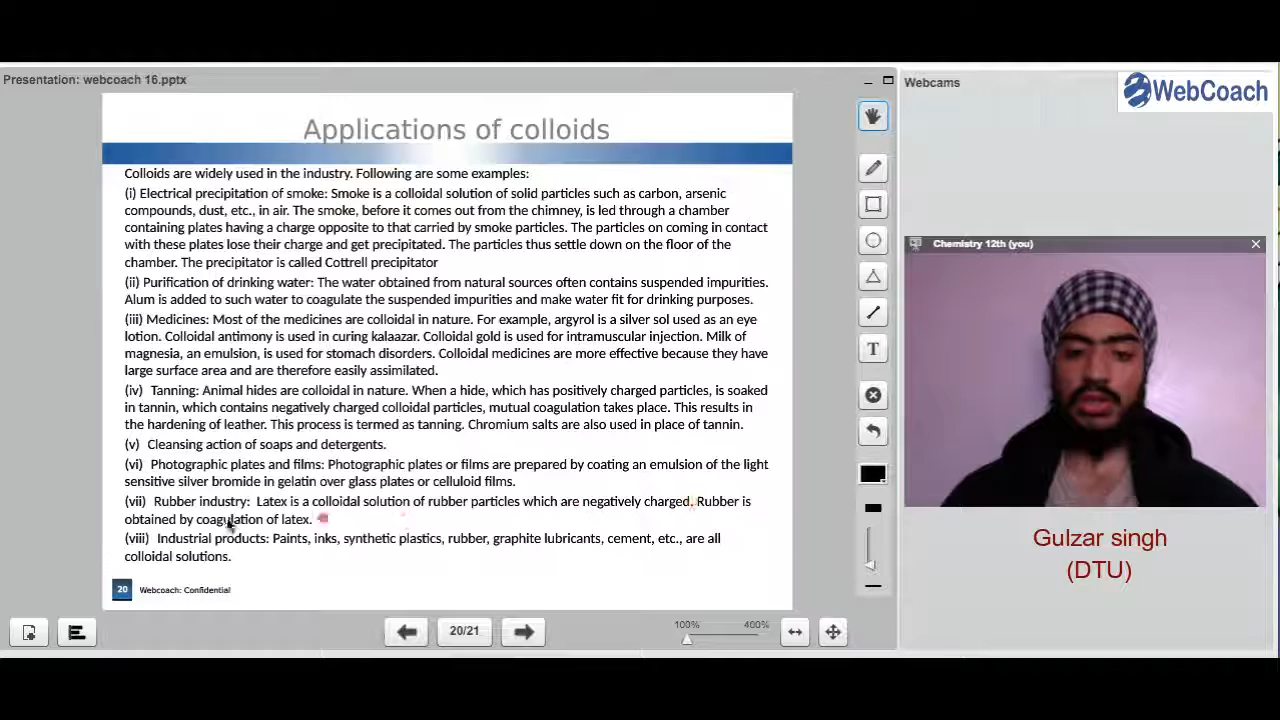 Presentation: webcoach 16.pptx
Webcams
WebCoach
Applications of colloids
Colloids are widely used in the industry. Following are some examples:
(i) Electrical precipitation of smoke: Smoke is a colloidal solution of solid particles such as carbon, arsenic
compounds, dust, etc., in air. The smoke, before it comes out from the chimney, is led through a chamber
containing plates having a charge opposite to that carried by smoke particles. The particles on coming in contact
with these plates lose their charge and get precipitated. The particles thus settle down on the floor of the
chamber. The precipitator is called Cottrell precipitator
(ii) Purification of drinking water: The water obtained from natural sources often contains suspended impurities.
Alum is added to such water to coagulate the suspended impurities and make water fit for drinking purposes.
(iii) Medicines: Most of the medicines are colloidal in nature. For example, argyrol is a silver sol used as an eye
lotion. Colloidal antimony is used in curing kalaazar. Colloidal gold is used for intramuscular injection. Milk of
magnesia, an emulsion, is used for stomach disorders. Colloidal medicines are more effective because they have
large surface area and are therefore easily assimilated.
(iv) Tanning: Animal hides are colloidal in nature. When a hide, which has positively charged particles, is soaked
in tannin, which contains negatively charged colloidal particles, mutual coagulation takes place. This results in
the hardening of leather. This process is termed as tanning. Chromium salts are also used in place of tannin.
(v) Cleansing action of soaps and detergents.
(vi) Photographic plates and films: Photographic plates or films are prepared by coating an emulsion of the light
sensitive silver bromide in gelatin over glass plates or celluloid films.
(vii) Rubber industry: Latex is a colloidal solution of rubber particles which are negatively charged. Rubber is
obtained by coagulation of latex.
(viii) Industrial products: Paints, inks, synthetic plastics, rubber, graphite lubricants, cement, etc., are all
colloidal solutions.
20 Webcoach: Confidential
T
Chemistry 12th (you)
Gulzar singh
(DTU)
20/21
100% 400%